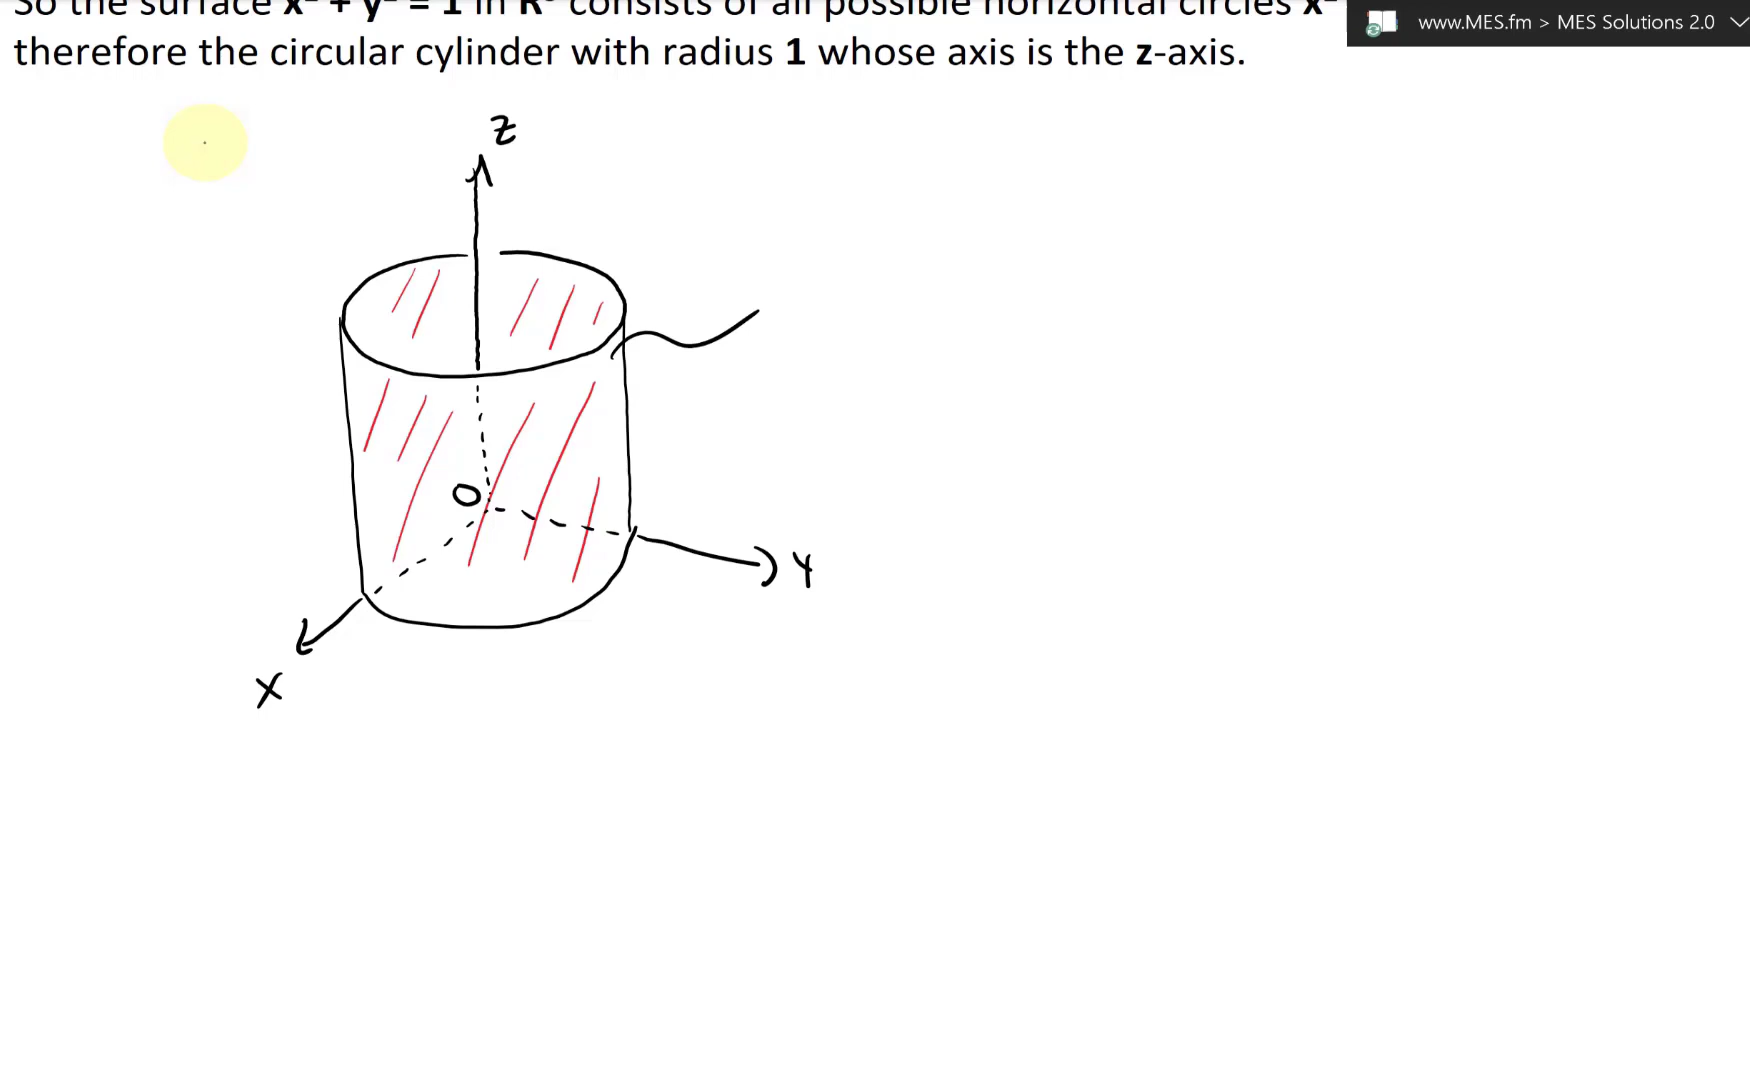 So the surface x² + y² = 1 in R³ consists of all possible horizontal circles x²
therefore the circular cylinder with radius 1 whose axis is the z-axis.
www.MES.fm > MES Solutions 2.0
z
O
Y
X